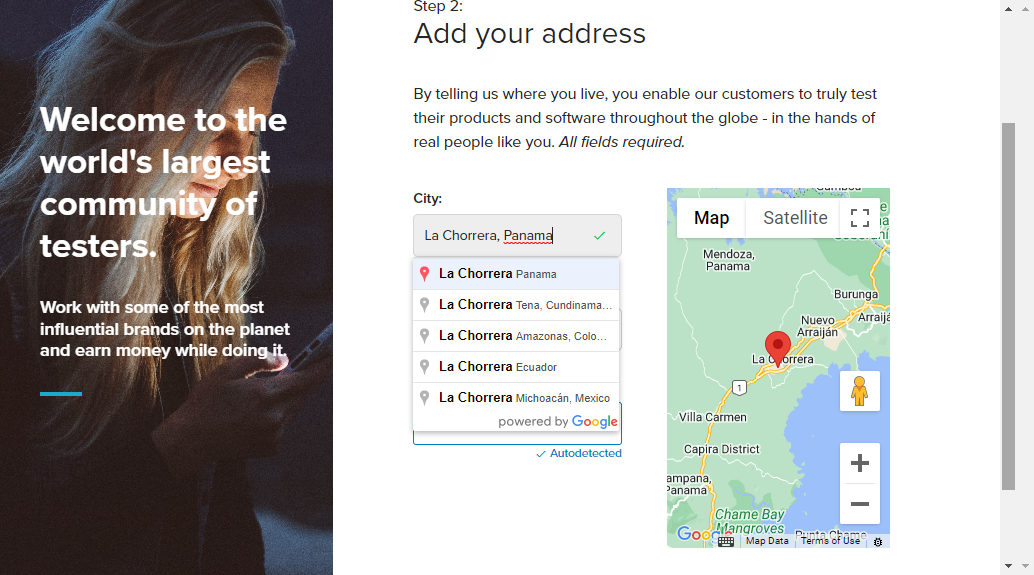 Welcome to the
world's largest
community of
testers.
Work with some of the most
influential brands on the planet
and earn money while doing it.
Step 2:
Add your address
By telling us where you live, you enable our customers to truly test
their products and software throughout the globe - in the hands of
real people like you. All fields required.
City:
La Chorrera, Panama
La Chorrera Panama
La Chorrera Tena, Cundinama...
La Chorrera Amazonas, Colo...
La Chorrera Ecuador
La Chorrera Michoacán, Mexico
powered by Google
Autodetected
Map
Satellite
Mendoza,
Panama
Burunga
Nuevo
Arraiján
La Chorrera
1
Villa Carmen
Capira District
Panama
Chame Bay
Mangroves
Punta Chame
Google
Map Data
Terms of Use